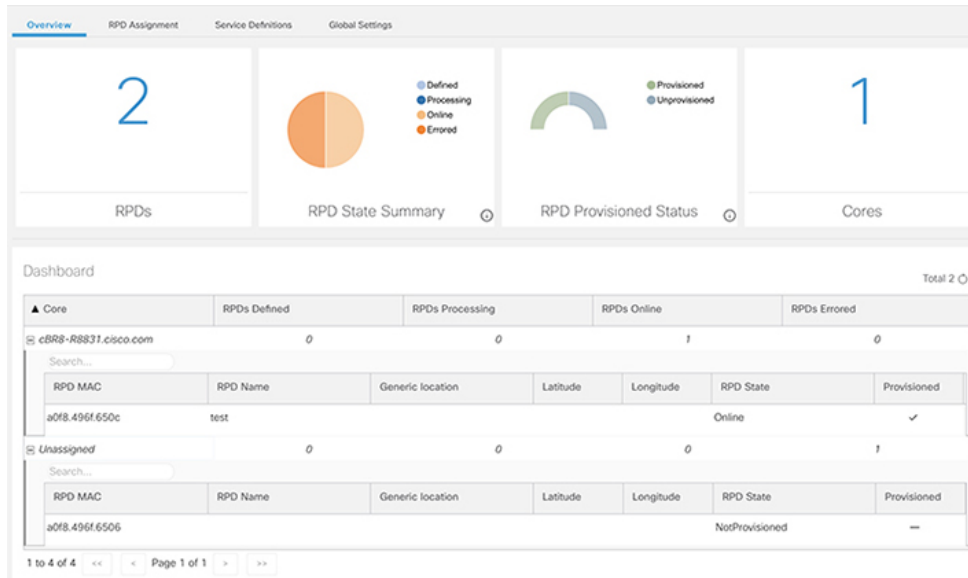 Overview RPD Assignment Service Definitions Global Settings
2
RPDs
Defined
Processing
Online
Errored
RPD State Summary
Provisioned
Unprovisioned
RPD Provisioned Status
1
Cores
Dashboard
Total 2
Core RPDs Defined RPDs Processing RPDs Online RPDs Errored
cBR8-R8831.cisco.com 0 0 1 0
Search...
RPD MAC RPD Name Generic location Latitude Longitude RPD State Provisioned
a0f8.496f.650c test Online
Unassigned 0 0 0 1
Search...
RPD MAC RPD Name Generic location Latitude Longitude RPD State Provisioned
a0f8.496f.6506 NotProvisioned
1 to 4 of 4 << < Page 1 of 1 > >>